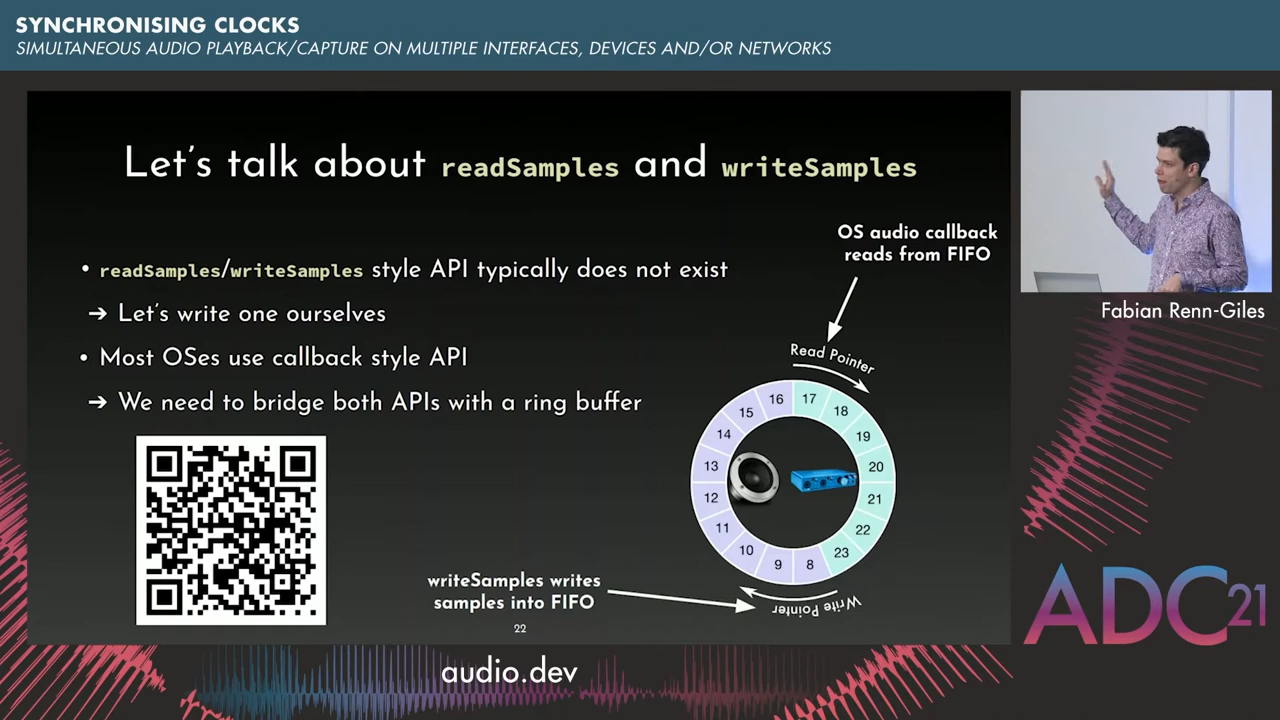 SYNCHRONISING CLOCKS
SIMULTANEOUS AUDIO PLAYBACK/CAPTURE ON MULTIPLE INTERFACES, DEVICES AND/OR NETWORKS
Let's talk about readSamples and writeSamples
• readSamples/writeSamples style API typically does not exist
➔ Let's write one ourselves
• Most OSes use callback style API
➔ We need to bridge both APIs with a ring buffer
OS audio callback
reads from FIFO
Read Pointer
16 17
15 18
14 19
13 20
12 21
11 22
10 23
9 8
Write Pointer
writeSamples writes
samples into FIFO
22
Fabian Renn-Giles
ADC21
audio.dev